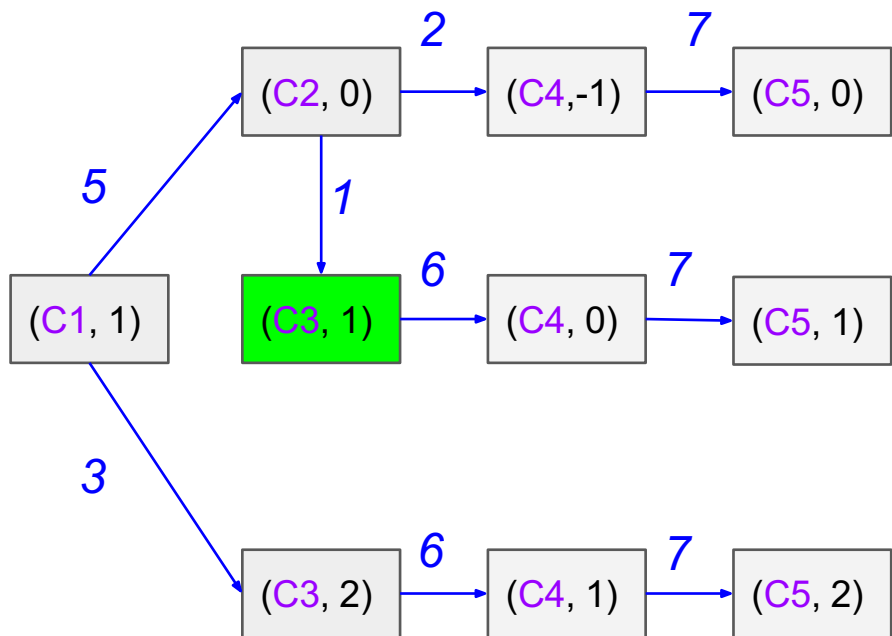 2 7
(C2, 0) (C4,-1) (C5, 0)
5 1
6 7
(C1, 1) (C3, 1) (C4, 0) (C5, 1)
3
6 7
(C3, 2) (C4, 1) (C5, 2)